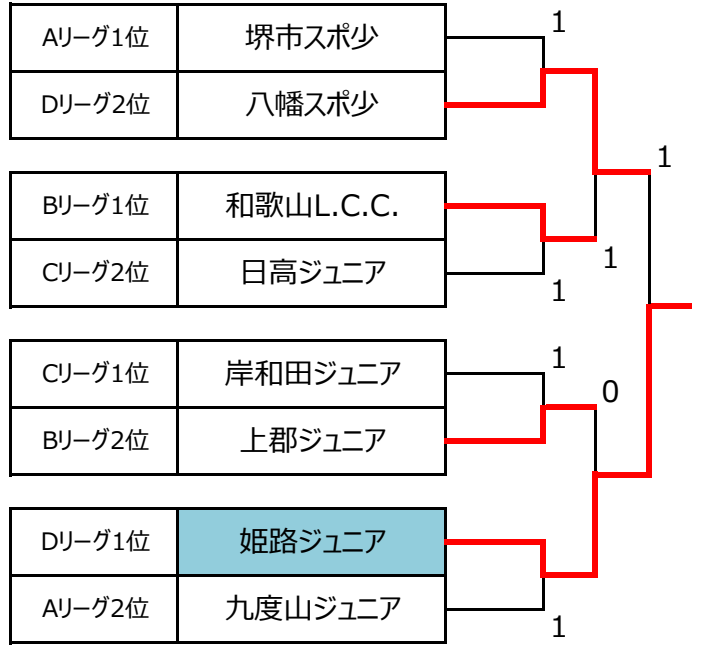 Aリーグ1位 堺市スポ少 1
Dリーグ2位 八幡スポ少
1
Bリーグ1位 和歌山L.C.C.
1
Cリーグ2位 日高ジュニア 1
Cリーグ1位 岸和田ジュニア 1
0
Bリーグ2位 上郡ジュニア
Dリーグ1位 姫路ジュニア
Aリーグ2位 九度山ジュニア 1